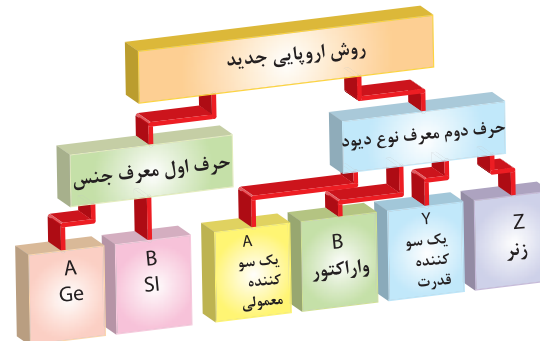 روش اروپایی جدید
حرف اول معرف جنس
حرف دوم معرف نوع دیود
A
Ge
B
SI
A
یک سو
کننده
معمولی
B
واراکتور
Y
یک سو
کننده
قدرت
Z
زنر